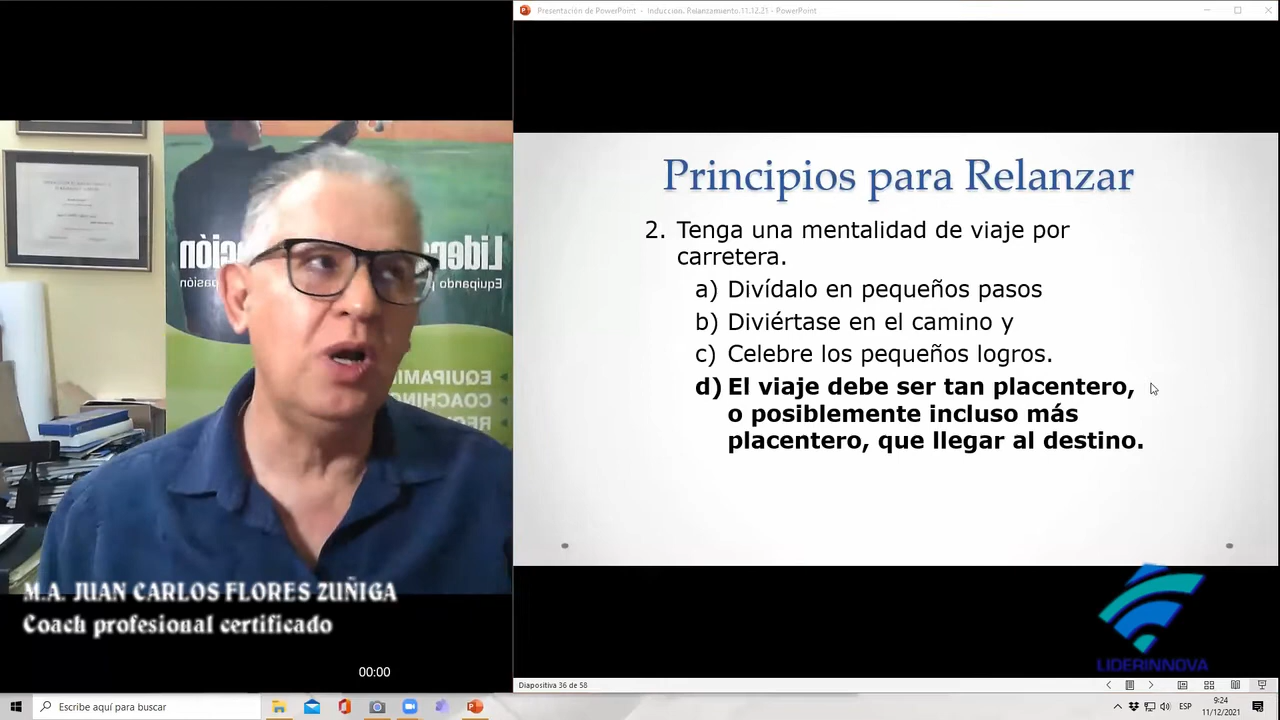 Presentación de PowerPoint - Inducción. Relanzamiento.11.12.21 - PowerPoint
Principios para Relanzar
2. Tenga una mentalidad de viaje por
carretera.
a) Divídalo en pequeños pasos
b) Diviértase en el camino y
c) Celebre los pequeños logros.
d) El viaje debe ser tan placentero,
o posiblemente incluso más
placentero, que llegar al destino.
Equipando
EQUIPAMI
COACHING
M.A. JUAN CARLOS FLORES ZUÑIGA
Coach profesional certificado
00:00
LIDERINNOVA
Diapositiva 36 de 58
Escribe aquí para buscar
ESP
9:24
11/12/2021